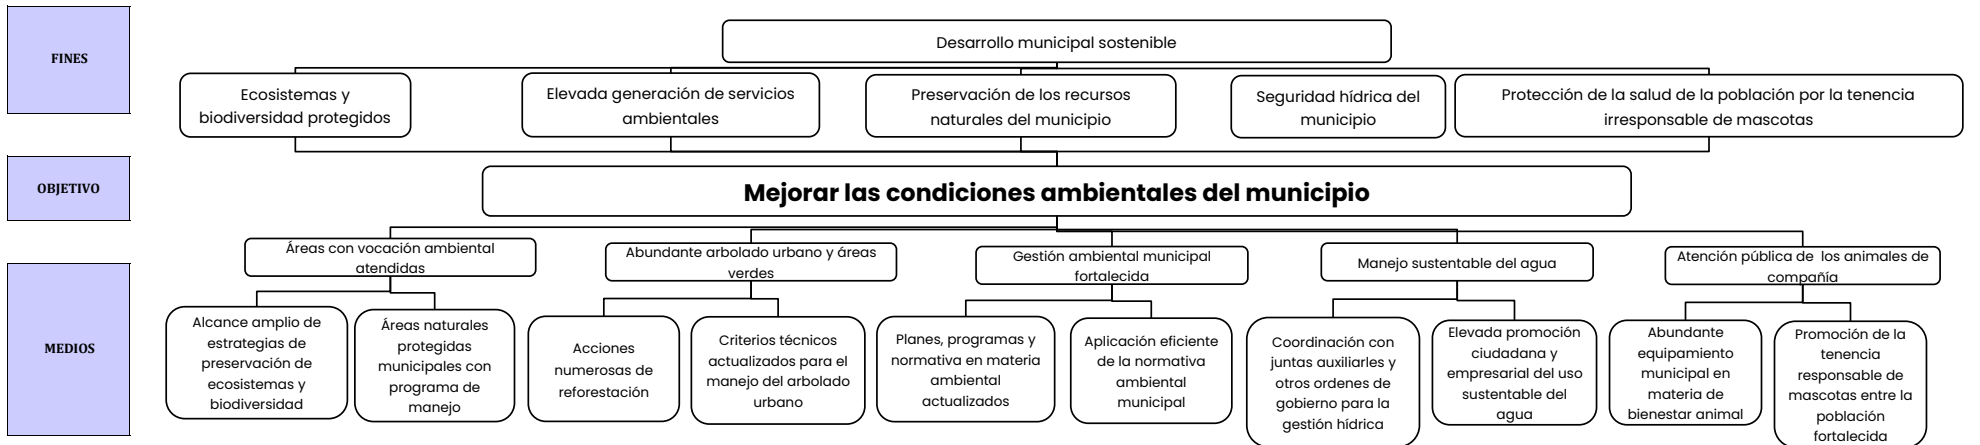 FINES
Desarrollo municipal sostenible
Ecosistemas y
biodiversidad protegidos
Elevada generación de servicios
ambientales
Preservación de los recursos
naturales del municipio
Seguridad hídrica del
municipio
Protección de la salud de la población por la tenencia
irresponsable de mascotas
OBJETIVO
Mejorar las condiciones ambientales del municipio
MEDIOS
Áreas con vocación ambiental
atendidas
Abundante arbolado urbano y áreas
verdes
Gestión ambiental municipal
fortalecida
Manejo sustentable del agua
Atención pública de los animales de
compañía
Alcance amplio de
estrategias de
preservación de
ecosistemas y
biodiversidad
Áreas naturales
protegidas
municipales con
programa de
manejo
Acciones
numerosas de
reforestación
Criterios técnicos
actualizados para el
manejo del arbolado
urbano
Planes, programas y
normativa en materia
ambiental
actualizados
Aplicación eficiente
de la normativa
ambiental
municipal
Coordinación con
juntas auxiliarles y
otros ordenes de
gobierno para la
gestión hídrica
Elevada promoción
ciudadana y
empresarial del uso
sustentable del
agua
Abundante
equipamiento
municipal en
materia de
bienestar animal
Promoción de la
tenencia
responsable de
mascotas entre la
población
fortalecida